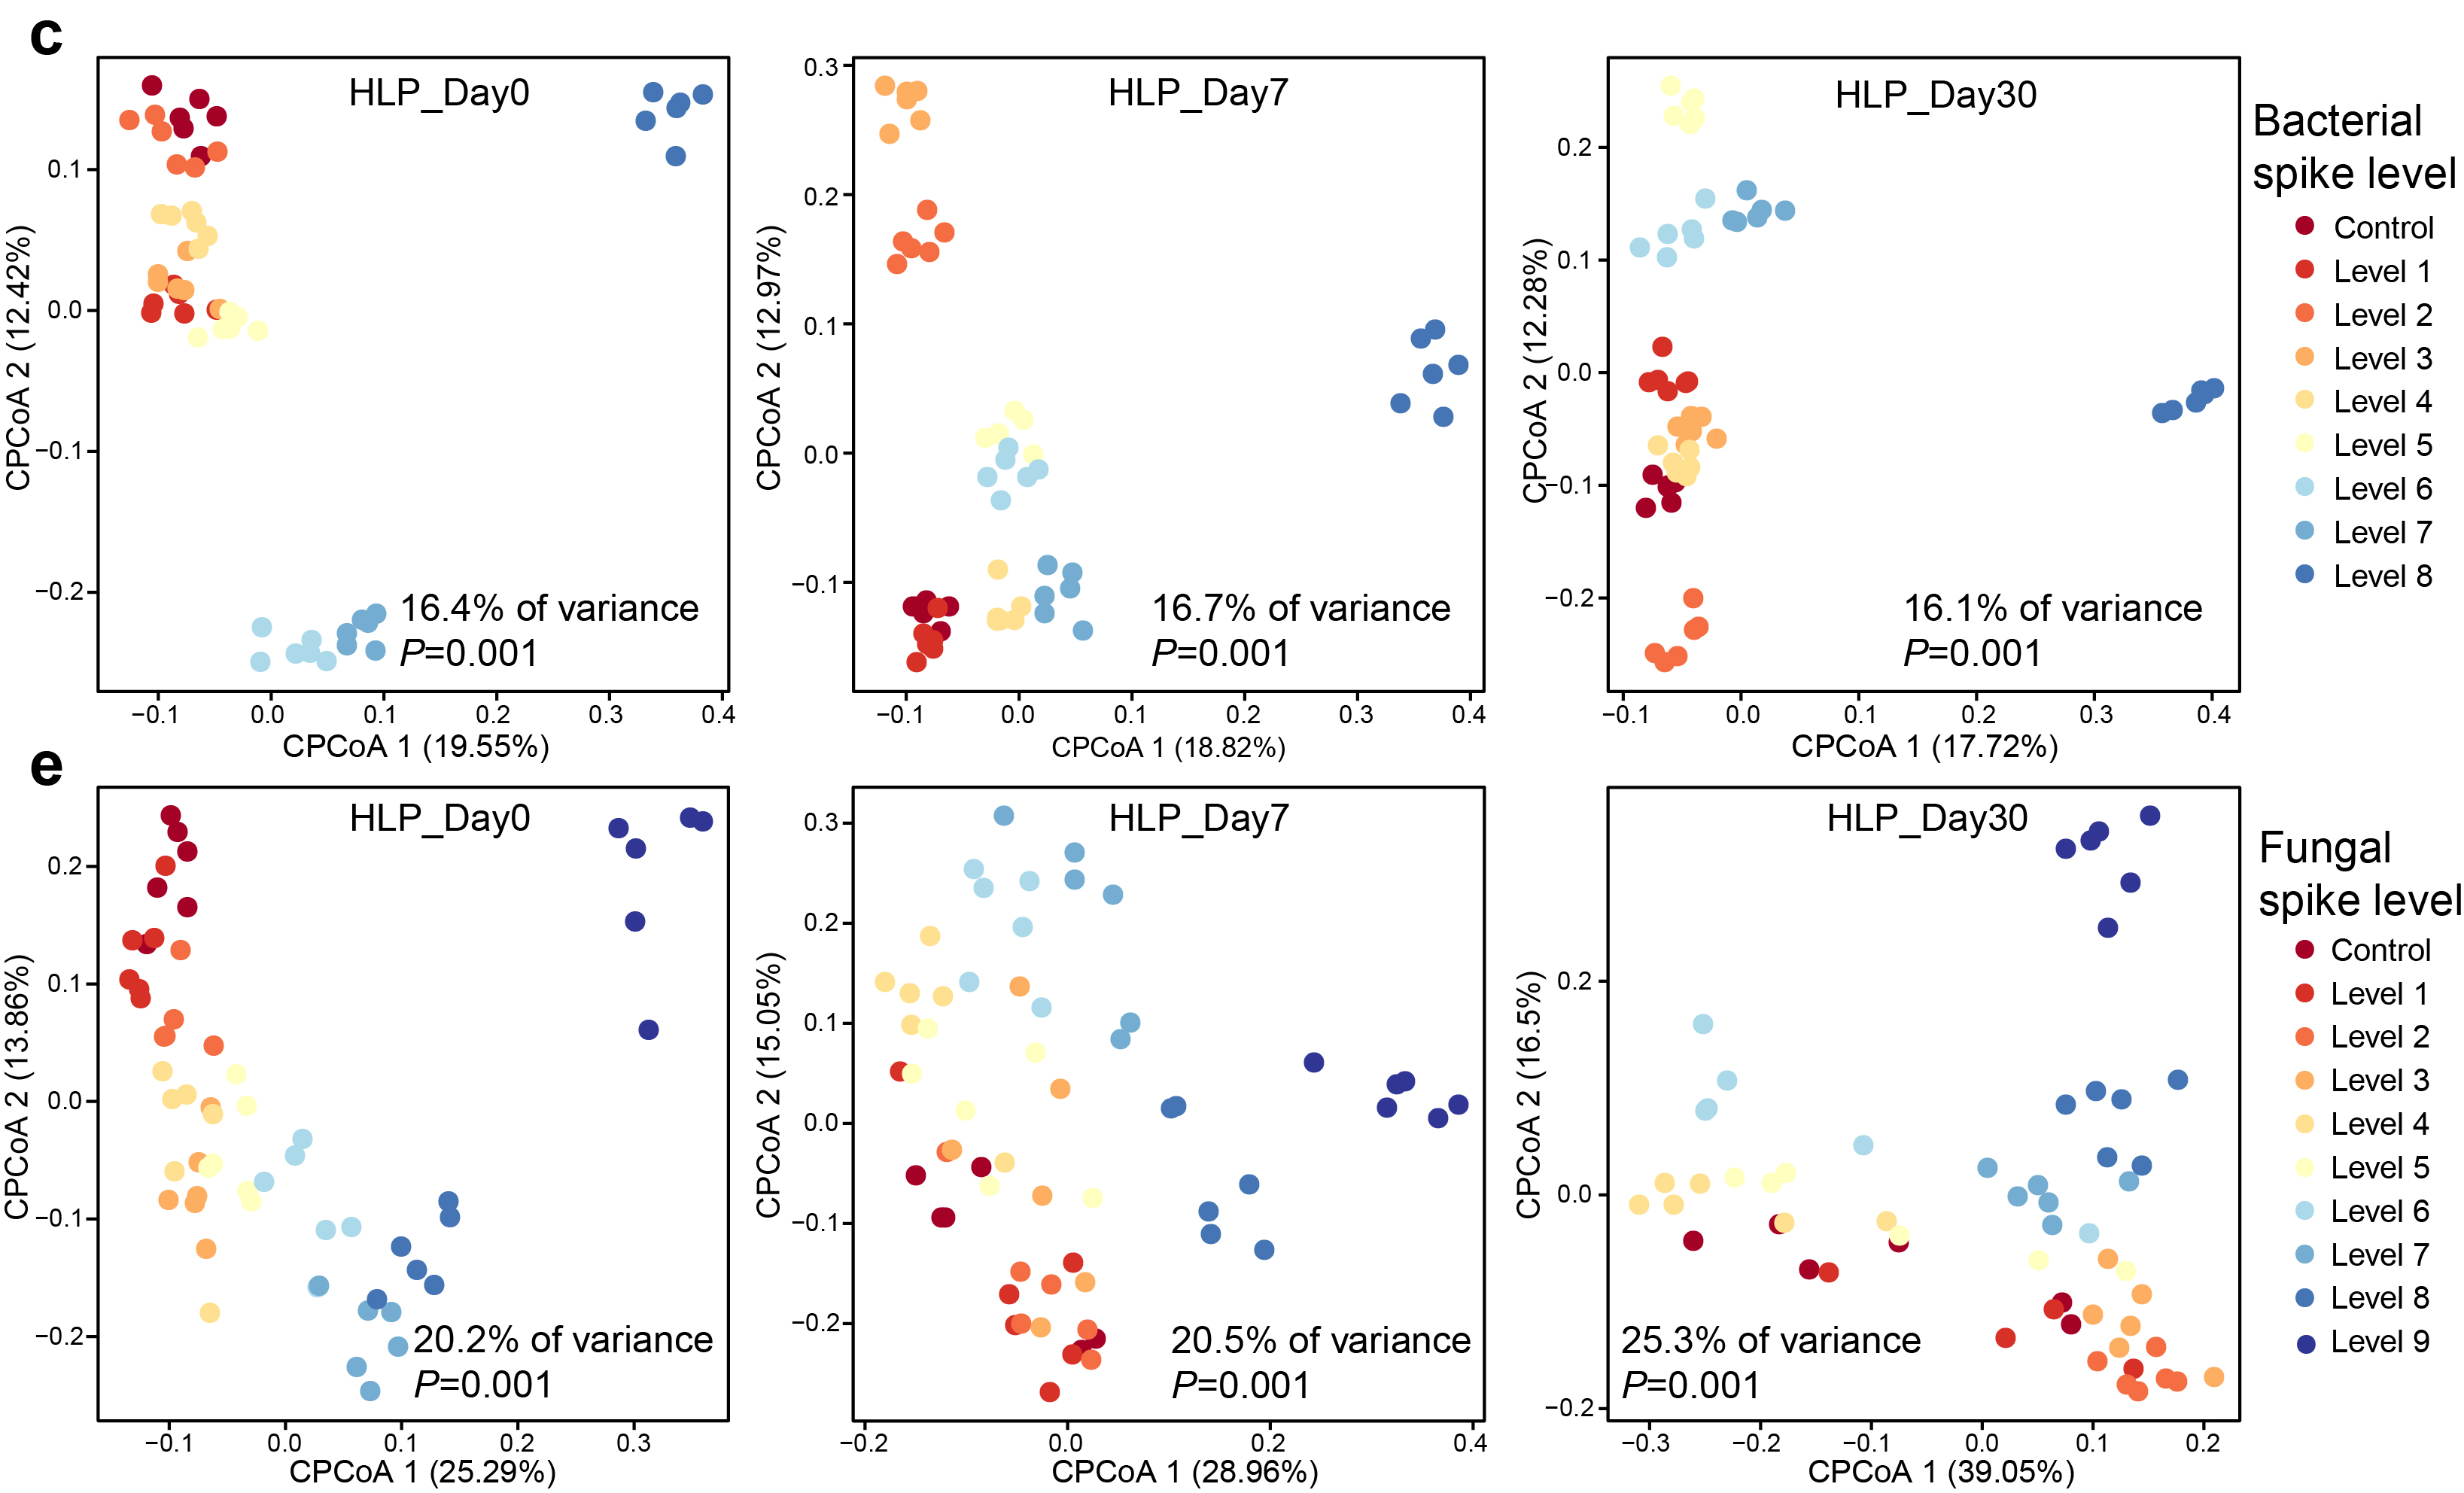 c
HLP_Day0
0.1
0.0
−0.1
−0.2
CPCoA 2 (12.42%)
16.4% of variance
P=0.001
−0.1 0.0 0.1 0.2 0.3 0.4
CPCoA 1 (19.55%)
HLP_Day7
0.3
0.2
0.1
0.0
−0.1
CPCoA 2 (12.97%)
16.7% of variance
P=0.001
−0.1 0.0 0.1 0.2 0.3 0.4
CPCoA 1 (18.82%)
HLP_Day30
0.2
0.1
0.0
−0.1
−0.2
CPCoA 2 (12.28%)
16.1% of variance
P=0.001
−0.1 0.0 0.1 0.2 0.3 0.4
CPCoA 1 (17.72%)
Bacterial
spike level
Control
Level 1
Level 2
Level 3
Level 4
Level 5
Level 6
Level 7
Level 8
e
HLP_Day0
0.2
0.1
0.0
−0.1
−0.2
CPCoA 2 (13.86%)
20.2% of variance
P=0.001
−0.1 0.0 0.1 0.2 0.3
CPCoA 1 (25.29%)
HLP_Day7
0.3
0.2
0.1
0.0
−0.1
−0.2
CPCoA 2 (15.05%)
20.5% of variance
P=0.001
−0.2 0.0 0.2 0.4
CPCoA 1 (28.96%)
HLP_Day30
0.2
0.0
−0.2
CPCoA 2 (16.5%)
25.3% of variance
P=0.001
−0.3 −0.2 −0.1 0.0 0.1 0.2
CPCoA 1 (39.05%)
Fungal
spike level
Control
Level 1
Level 2
Level 3
Level 4
Level 5
Level 6
Level 7
Level 8
Level 9